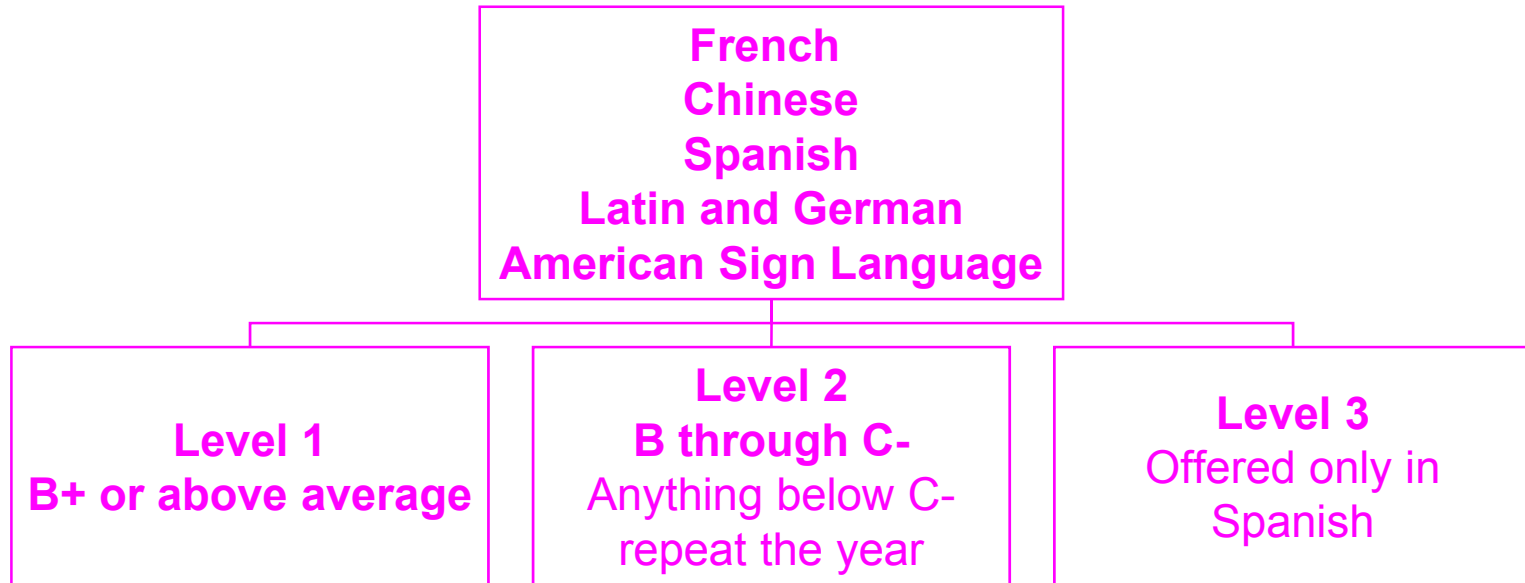 French
Chinese
Spanish
Latin and German
American Sign Language
Level 1
B+ or above average
Level 2
B through C-
Anything below C-
repeat the year
Level 3
Offered only in
Spanish